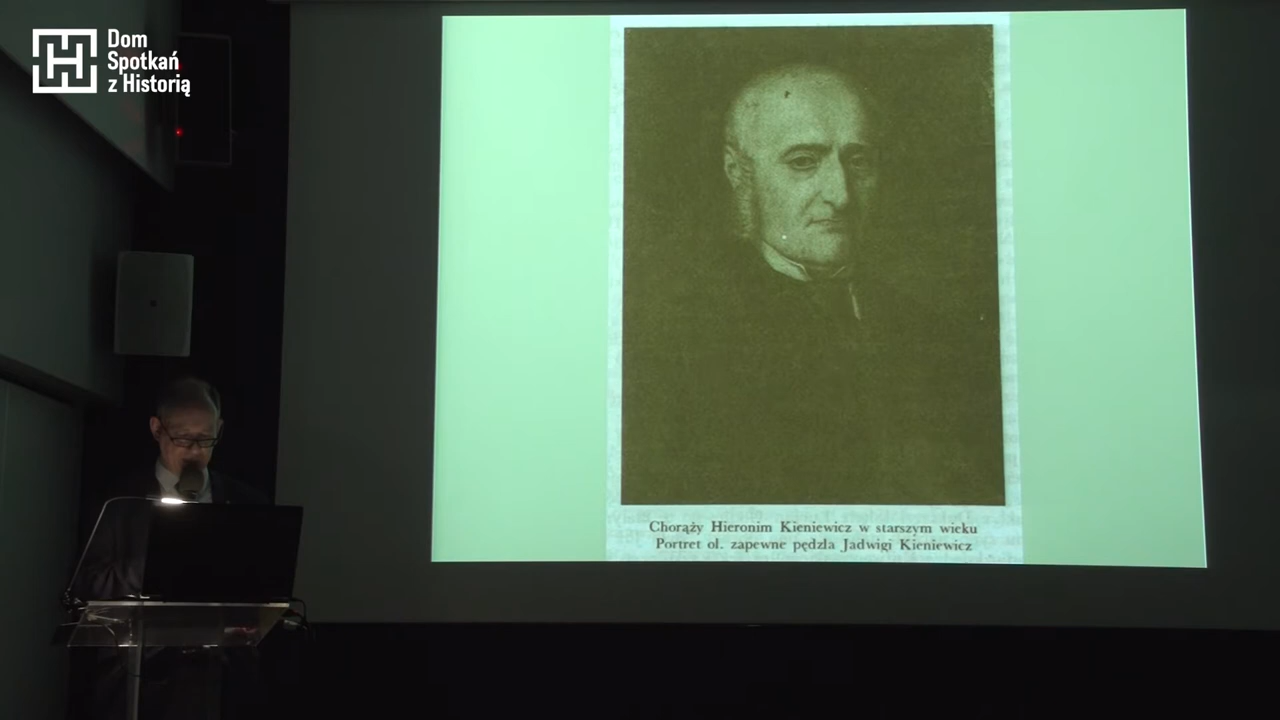 Dom
Spotkań
z Historią
Chorąży Hieronim Kieniewicz w starszym wieku
Portret ol. zapewne pędzla Jadwigi Kieniewicz